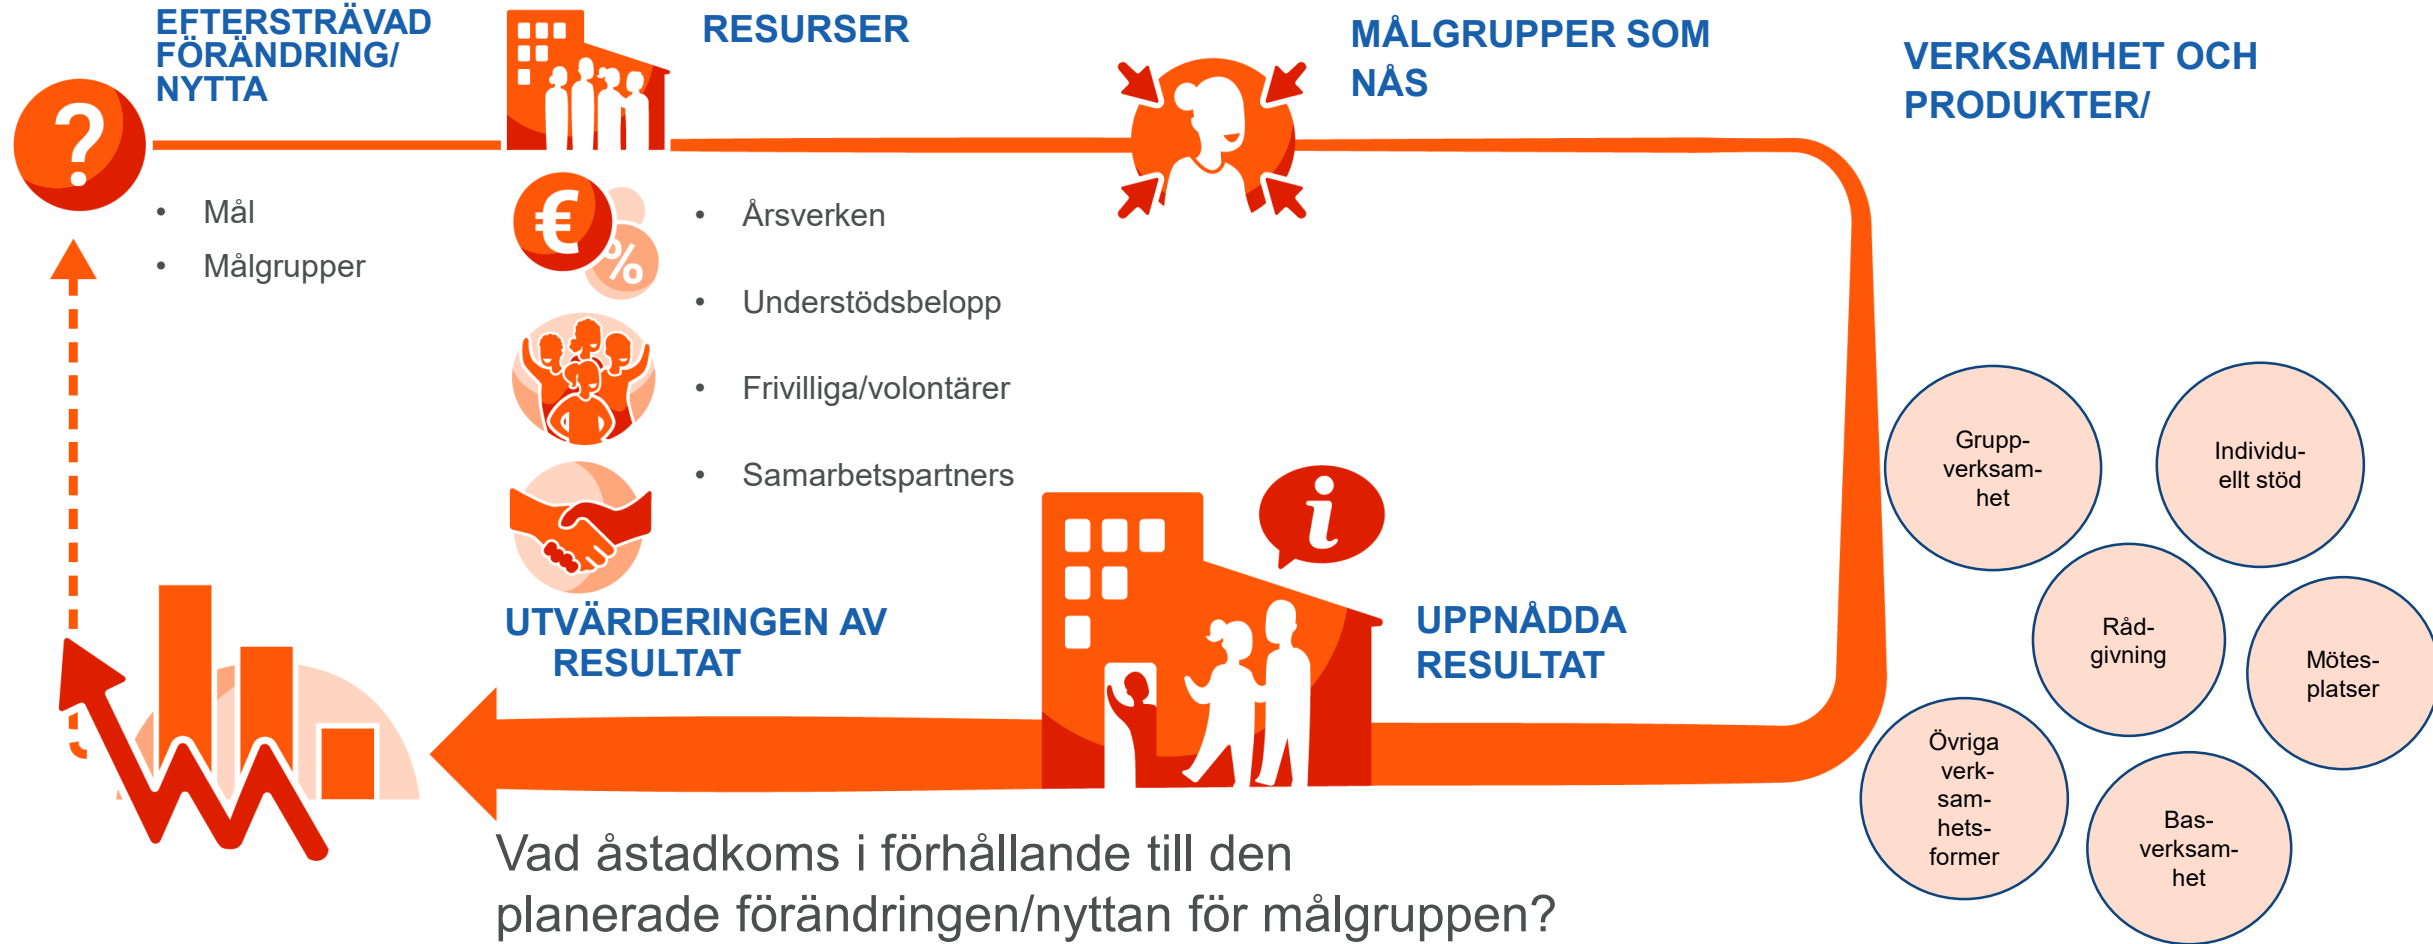 EFTERSTRÄVAD
FÖRÄNDRING/
NYTTA
?
• Mål
• Målgrupper
RESURSER
€
%
• Årsverken
• Understödsbelopp
• Frivilliga/volontärer
• Samarbetspartners
MÅLGRUPPER SOM
NÅS
VERKSAMHET OCH
PRODUKTER/
Grupp-
verksam-
het
Individu-
ellt stöd
Råd-
givning
Mötes-
platser
Övriga
verk-
sam-
hets-
former
Bas-
verksam-
het
i
UPPNÅDDA
RESULTAT
UTVÄRDERINGEN AV
RESULTAT
Vad åstadkoms i förhållande till den
planerade förändringen/nyttan för målgruppen?